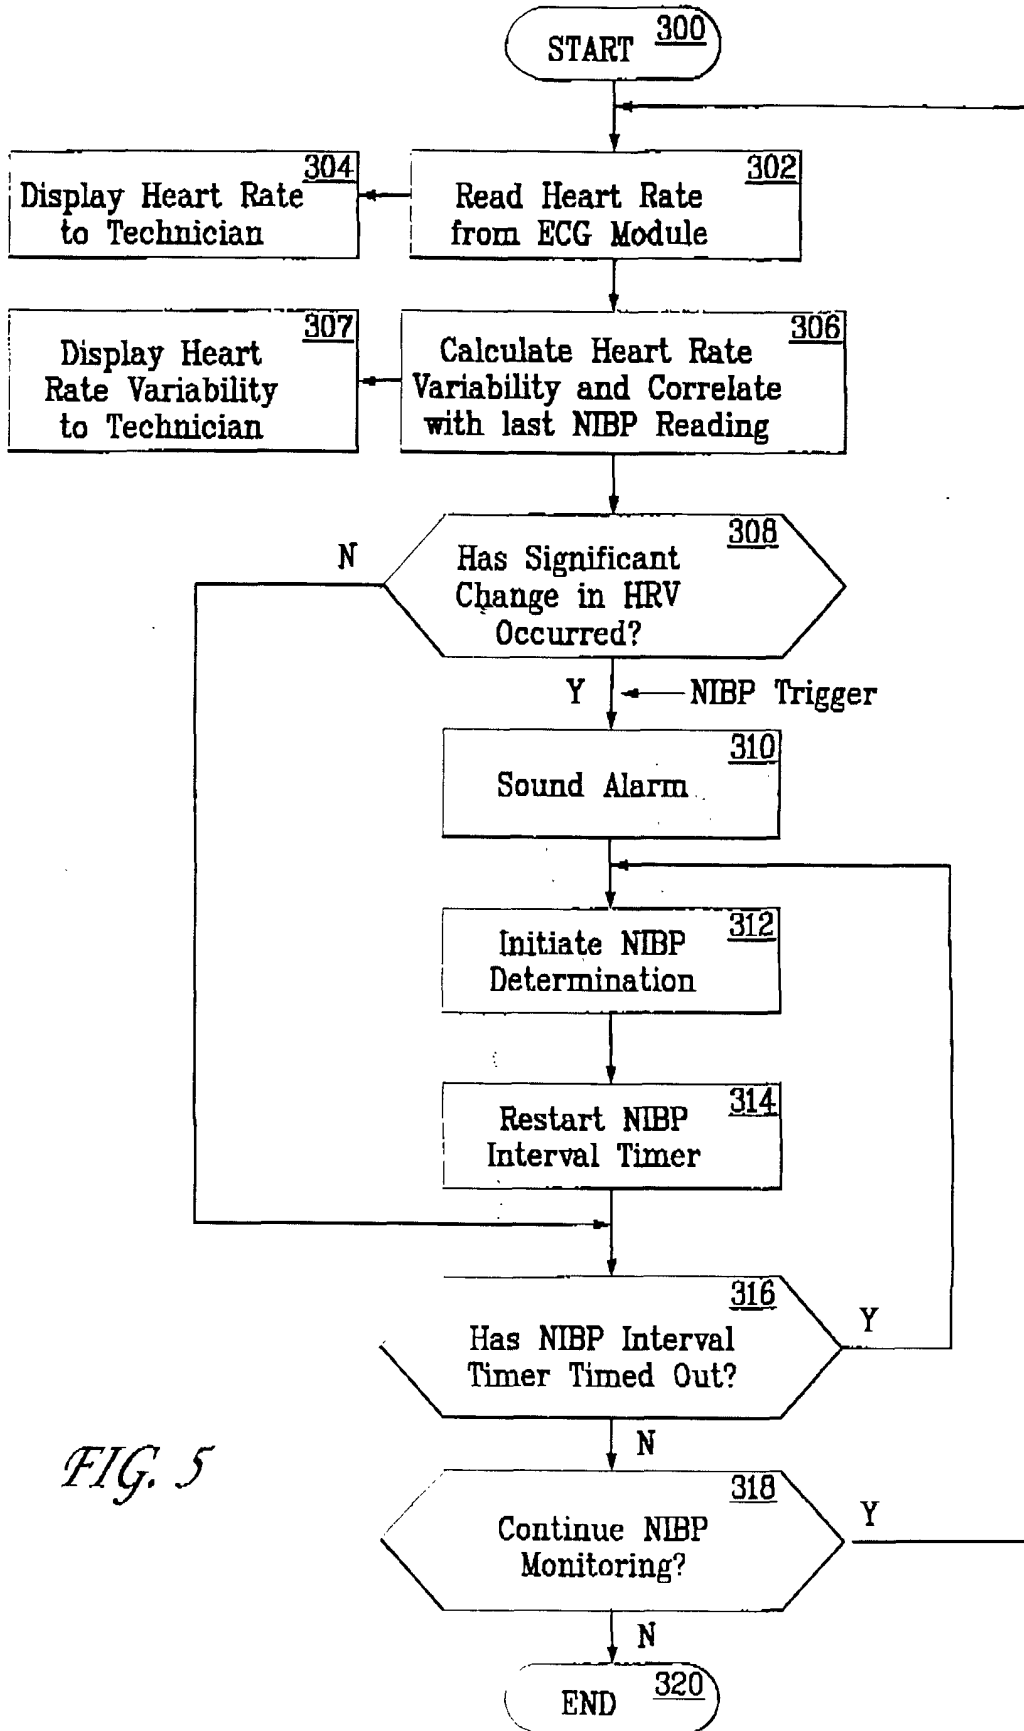 START 300
304
Display Heart Rate
to Technician
302
Read Heart Rate
from ECG Module
307
Display Heart
Rate Variability
to Technician
306
Calculate Heart Rate
Variability and Correlate
with last NIBP Reading
308
Has Significant
Change in HRV
Occurred?
N
Y
NIBP Trigger
310
Sound Alarm
312
Initiate NIBP
Determination
314
Restart NIBP
Interval Timer
316
Has NIBP Interval
Timer Timed Out?
Y
N
FIG. 5
318
Continue NIBP
Monitoring?
Y
N
END 320